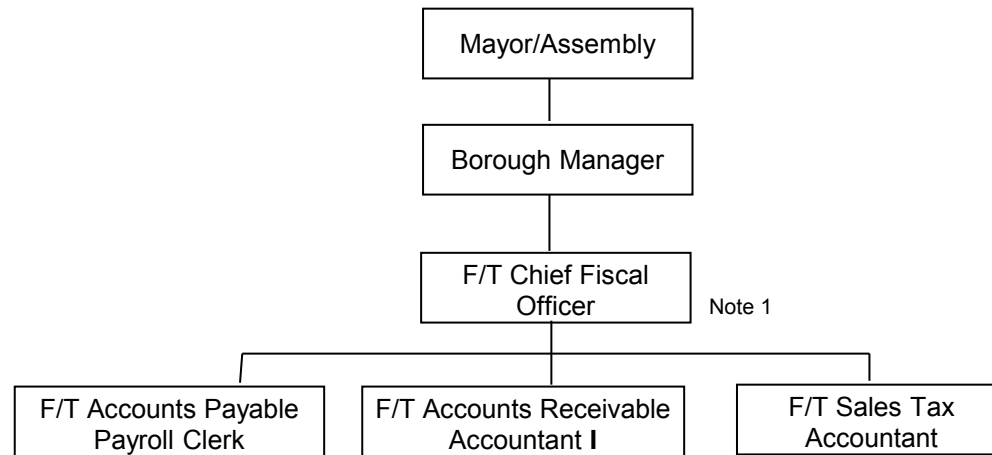 Mayor/Assembly
Borough Manager
F/T Chief Fiscal
Officer
Note 1
F/T Accounts Payable
Payroll Clerk
F/T Accounts Receivable
Accountant I
F/T Sales Tax
Accountant